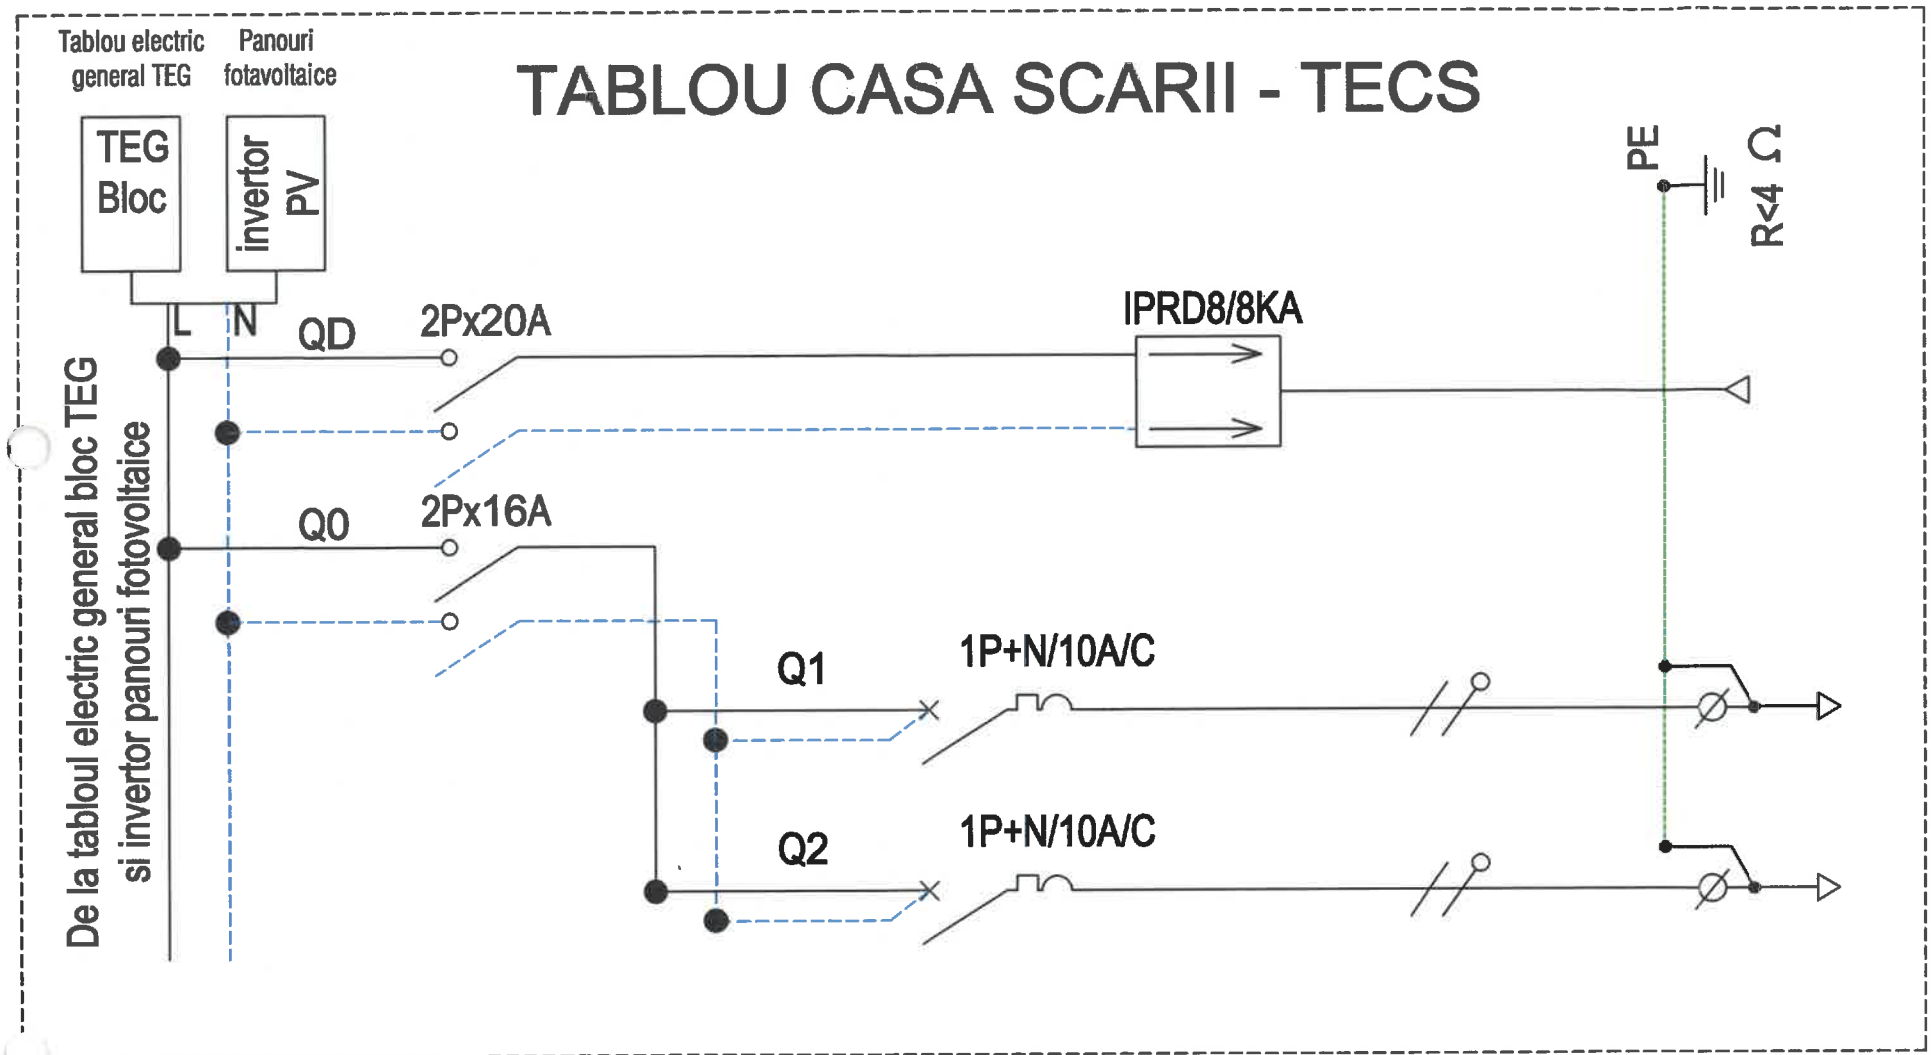 Tablou electric
general TEG
Panouri
fotavoltaice
TABLOU CASA SCARII - TECS
TEG
Bloc
invertor
PV
PE
R<4 Ω
L
N
QD
2Px20A
IPRD8/8KA
De la tabloul electric general bloc TEG
si invertor panouri fotovoltaice
Q0
2Px16A
Q1
1P+N/10A/C
Q2
1P+N/10A/C